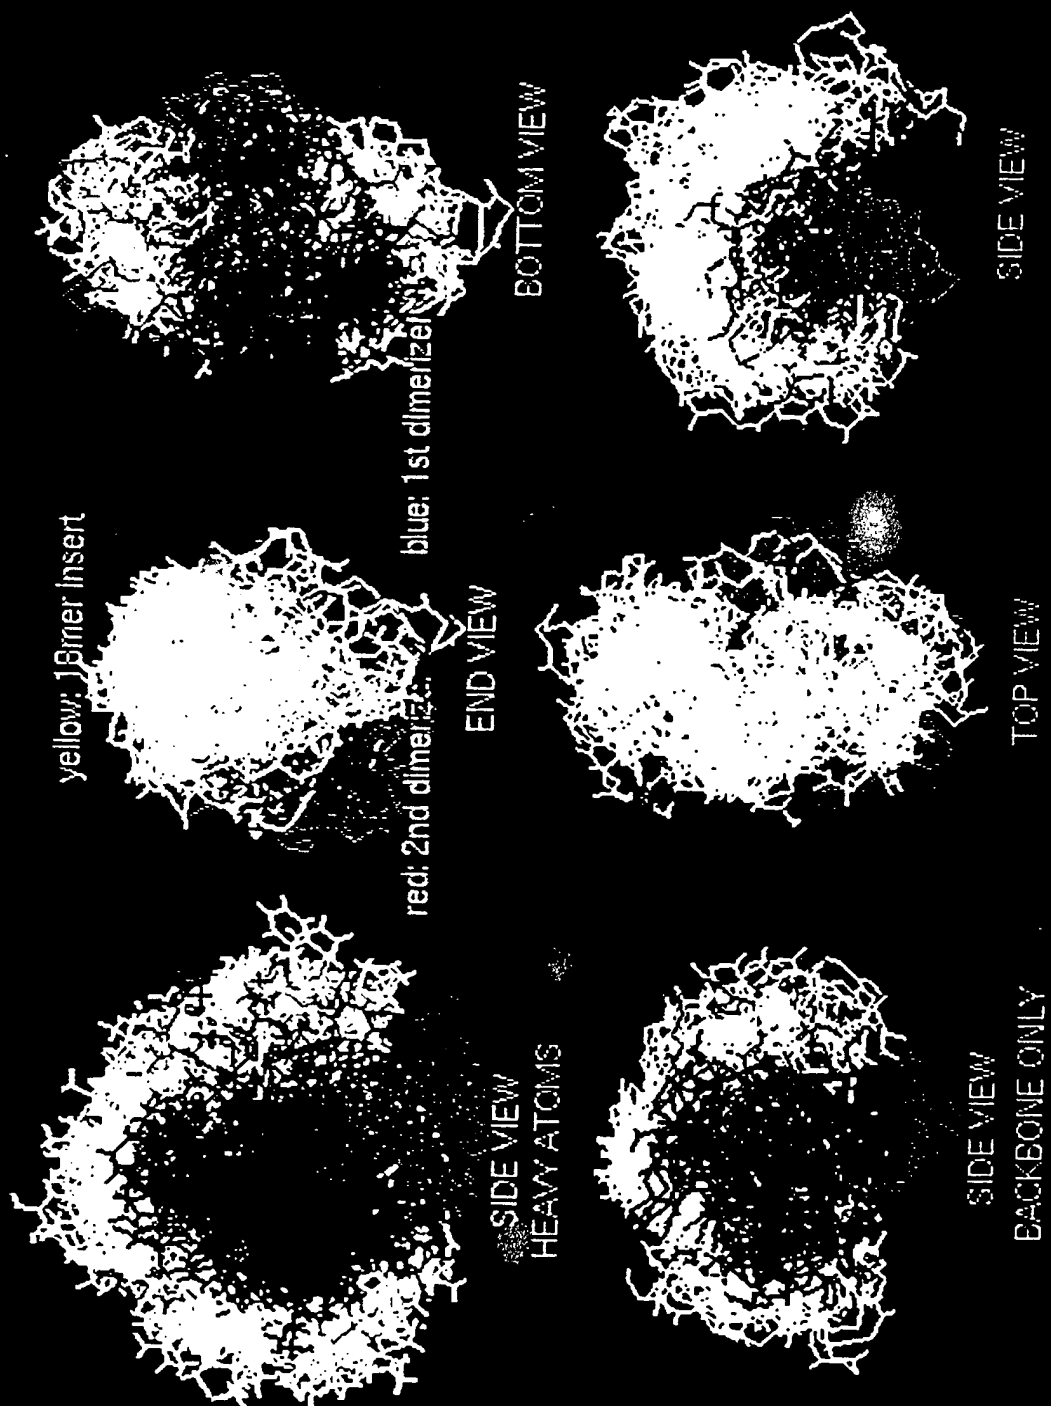 yellow: 18mer Insert
red: 2nd dimerize.. blue: 1st dimerizer
SIDE VIEW
HEAVY ATOMS
END VIEW
BOTTOM VIEW
SIDE VIEW
BACKBONE ONLY
TOP VIEW
SIDE VIEW